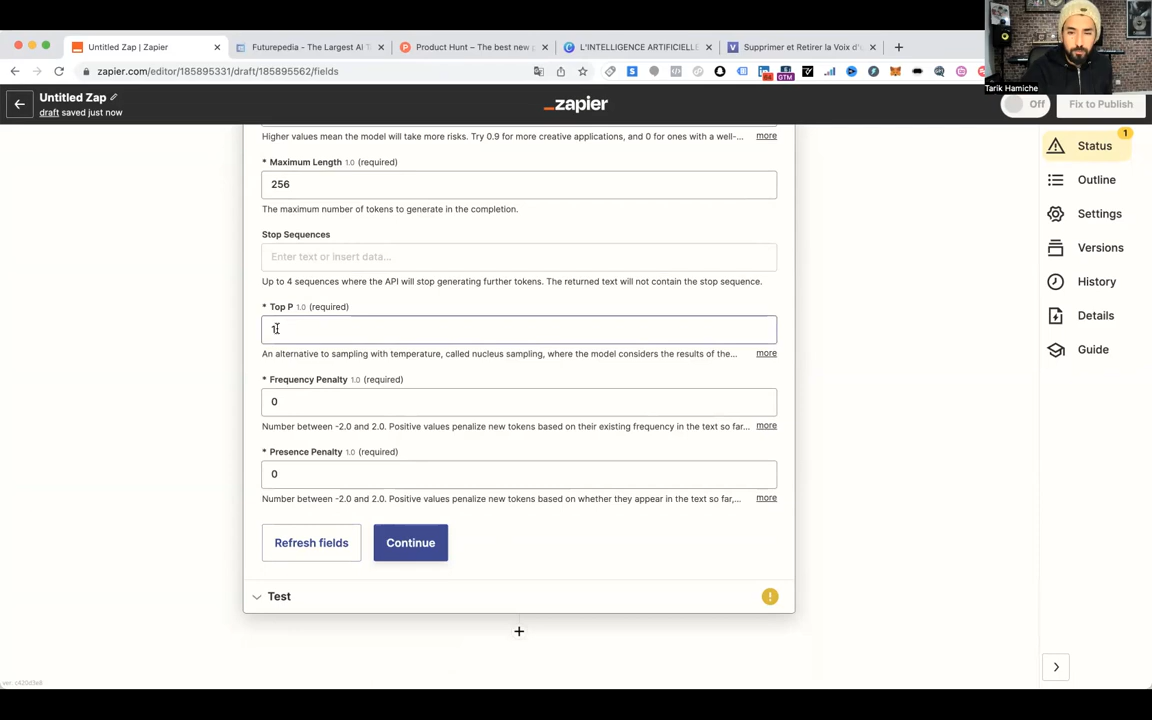 Untitled Zap | Zapier
Futurepedia - The Largest AI T
Product Hunt – The best new
L'INTELLIGENCE ARTIFICIELLE
Supprimer et Retirer la Voix d'
zapier.com/editor/185895331/draft/185895562/fields
GTM
Tarik Hamiche
Untitled Zap
draft saved just now
zapier
Off
Fix to Publish
Higher values mean the model will take more risks. Try 0.9 for more creative applications, and 0 for ones with a well-... more
* Maximum Length 1.0 (required)
256
The maximum number of tokens to generate in the completion.
Stop Sequences
Enter text or insert data...
Up to 4 sequences where the API will stop generating further tokens. The returned text will not contain the stop sequence.
* Top P 1.0 (required)
1
An alternative to sampling with temperature, called nucleus sampling, where the model considers the results of the... more
* Frequency Penalty 1.0 (required)
0
Number between -2.0 and 2.0. Positive values penalize new tokens based on their existing frequency in the text so far... more
* Presence Penalty 1.0 (required)
0
Number between -2.0 and 2.0. Positive values penalize new tokens based on whether they appear in the text so far,... more
Refresh fields
Continue
Test
1
Status
Outline
Settings
Versions
History
Details
Guide
ver. c420d3e8